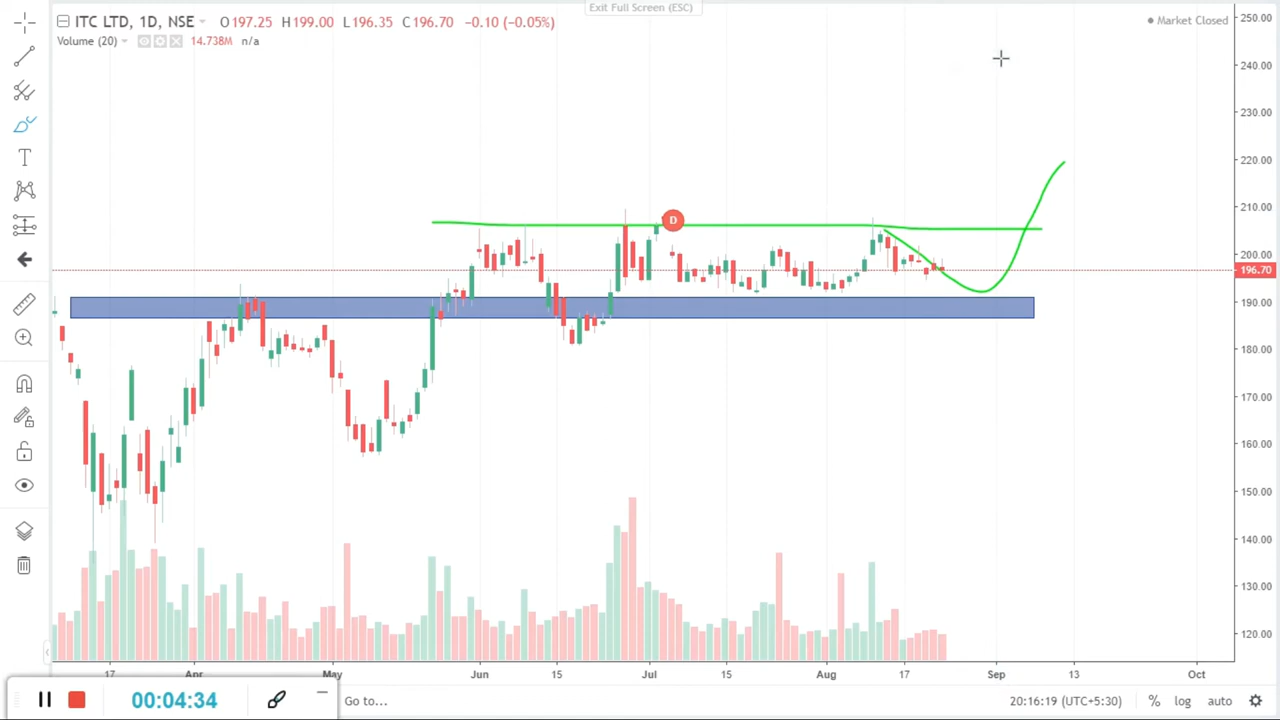 Exit Full Screen (ESC)
ITC LTD, 1D, NSE O197.25 H199.00 L196.35 C196.70 -0.10 (-0.05%)
Market Closed
Volume (20) 14.738M n/a
250.00
240.00
230.00
220.00
210.00
200.00
196.70
190.00
180.00
170.00
160.00
150.00
140.00
130.00
120.00
D
T
17 Apr May Jun 15 Jul 15 Aug 17 Sep 13 Oct
00:04:34
Go to...
20:16:19 (UTC+5:30) % log auto